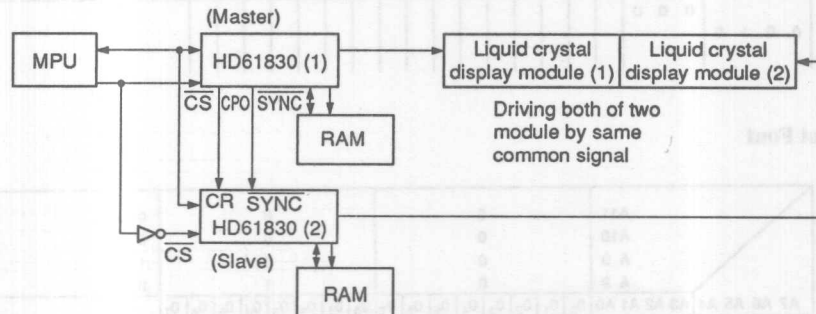 (Master)
MPU
HD61830 (1)
Liquid crystal
display module (1)
Liquid crystal
display module (2)
CS CPO SYNC
RAM
Driving both of two
module by same
common signal
CR SYNC
HD61830 (2)
CS
(Slave)
RAM